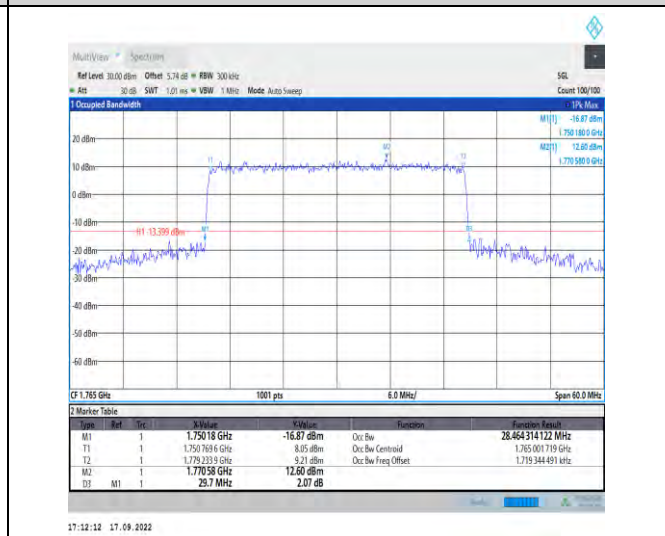 MultiView Spectrum
Ref Level 30.00 dBm Offset 5.74 dB RBW 300 kHz SGL
Att 30 dB SWT 1.01 ms VBW 1 MHz Mode Auto Sweep Count 100/100
1 Occupied Bandwidth 1Pk Max
M1[1] -16.87 dBm
1.750 180 0 GHz
20 dBm M2[1] 12.60 dBm
1.770 580 0 GHz
M2
T1 T2
10 dBm
0 dBm
-10 dBm
H1 -13.399 dBm M1 D3
-20 dBm
-30 dBm
-40 dBm
-50 dBm
-60 dBm
CF 1.765 GHz 1001 pts 6.0 MHz/ Span 60.0 MHz
2 Marker Table
Type Ref Trc X-Value Y-Value Function Function Result
M1 1 1.75018 GHz -16.87 dBm Occ Bw 28.464 314 122 MHz
T1 1 1.750 769 6 GHz 8.05 dBm Occ Bw Centroid 1.765 001 719 GHz
T2 1 1.779 233 9 GHz 9.21 dBm Occ Bw Freq Offset 1.719 344 491 kHz
M2 1 1.77058 GHz 12.60 dBm
D3 M1 1 29.7 MHz 2.07 dB
17:12:12 17.09.2022